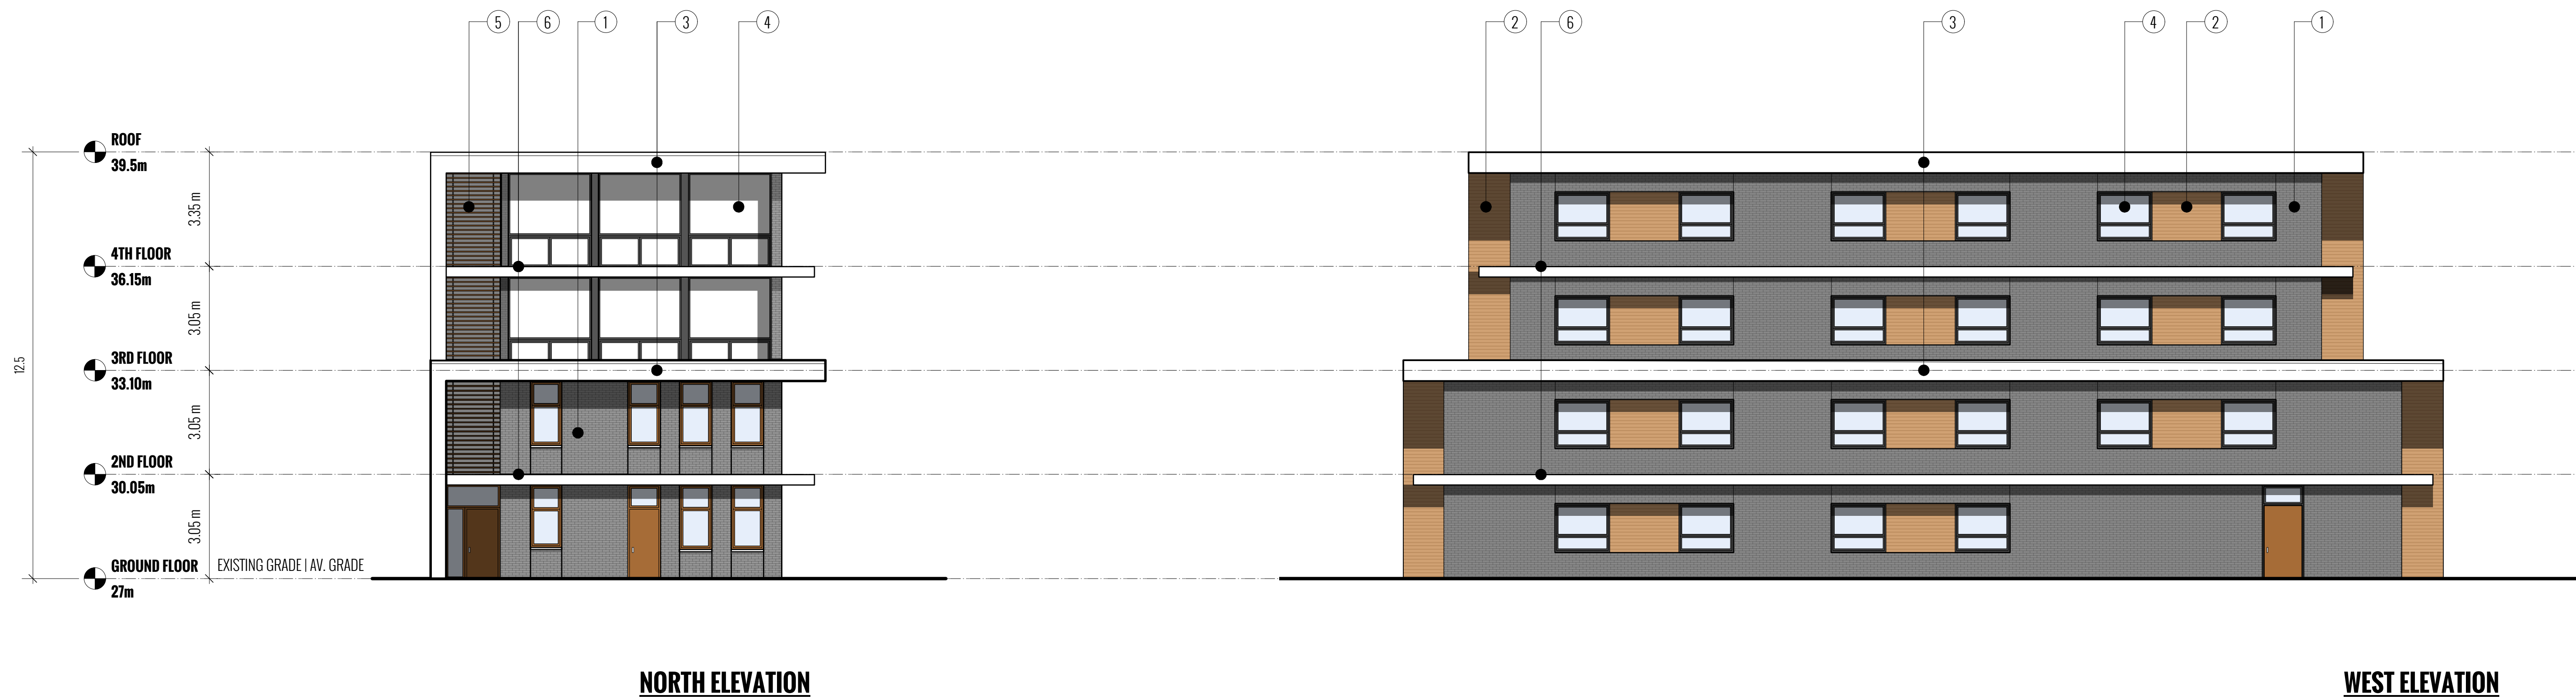 5 6 1 3 4 2 6 3 4 2 1
ROOF
39.5m
3.35 m
4TH FLOOR
36.15m
3.05 m
12.5
3RD FLOOR
33.10m
3.05 m
2ND FLOOR
30.05m
3.05 m
GROUND FLOOR
27m
EXISTING GRADE | AV. GRADE
NORTH ELEVATION
WEST ELEVATION